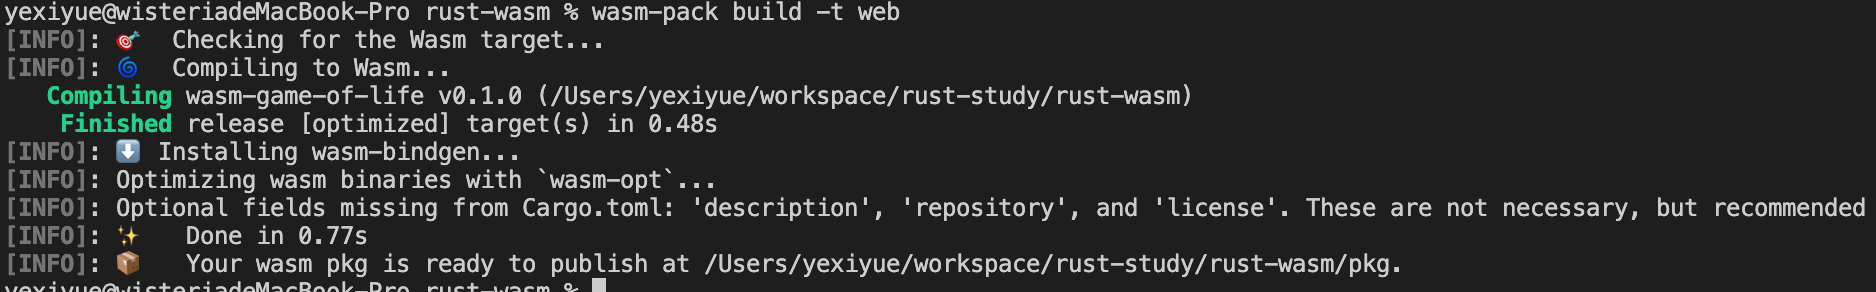 yexiyue@wisteriadeMacBook-Pro rust-wasm % wasm-pack build -t web
[INFO]: 🎯  Checking for the Wasm target...
[INFO]: 🌀  Compiling to Wasm...
   Compiling wasm-game-of-life v0.1.0 (/Users/yexiyue/workspace/rust-study/rust-wasm)
    Finished release [optimized] target(s) in 0.48s
[INFO]: ⬇️ Installing wasm-bindgen...
[INFO]: Optimizing wasm binaries with `wasm-opt`...
[INFO]: Optional fields missing from Cargo.toml: 'description', 'repository', and 'license'. These are not necessary, but recommended
[INFO]: ✨   Done in 0.77s
[INFO]: 📦   Your wasm pkg is ready to publish at /Users/yexiyue/workspace/rust-study/rust-wasm/pkg.
yexiyue@wisteriadeMacBook-Pro rust-wasm %